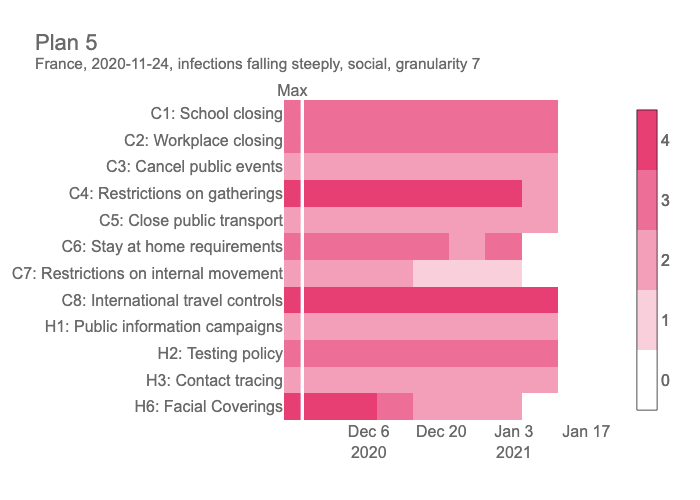 Plan 5
France, 2020-11-24, infections falling steeply, social, granularity 7
Max
C1: School closing
C2: Workplace closing
C3: Cancel public events
C4: Restrictions on gatherings
C5: Close public transport
C6: Stay at home requirements
C7: Restrictions on internal movement
C8: International travel controls
H1: Public information campaigns
H2: Testing policy
H3: Contact tracing
H6: Facial Coverings
Dec 6 Dec 20 Jan 3 Jan 17
2020 2021
4
3
2
1
0